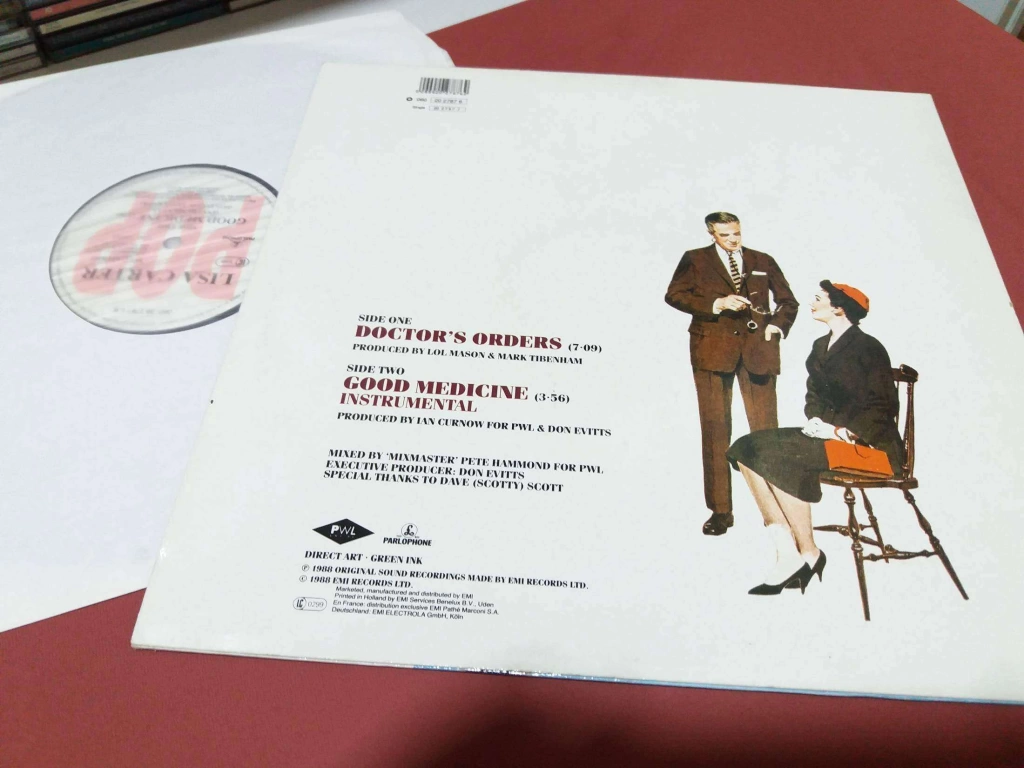 SIDE ONE
DOCTOR'S ORDERS (7·09)
PRODUCED BY LOL MASON & MARK TIBENHAM
SIDE TWO
GOOD MEDICINE (3·56)
INSTRUMENTAL
PRODUCED BY IAN CURNOW FOR PWL & DON EVITTS
MIXED BY 'MIXMASTER' PETE HAMMOND FOR PWL
EXECUTIVE PRODUCER: DON EVITTS
SPECIAL THANKS TO DAVE (SCOTTY) SCOTT
PWL
PARLOPHONE
DIRECT ART · GREEN INK
℗ 1988 ORIGINAL SOUND RECORDINGS MADE BY EMI RECORDS LTD.
© 1988 EMI RECORDS LTD.
Marketed, manufactured and distributed by EMI
Printed in Holland by EMI Services Benelux B.V., Uden
En France: distribution exclusive EMI Pathé Marconi S.A.
Deutschland: EMI ELECTROLA GmbH, Köln
LC 0299
POP
LISA CARTER
GOOD MEDICINE